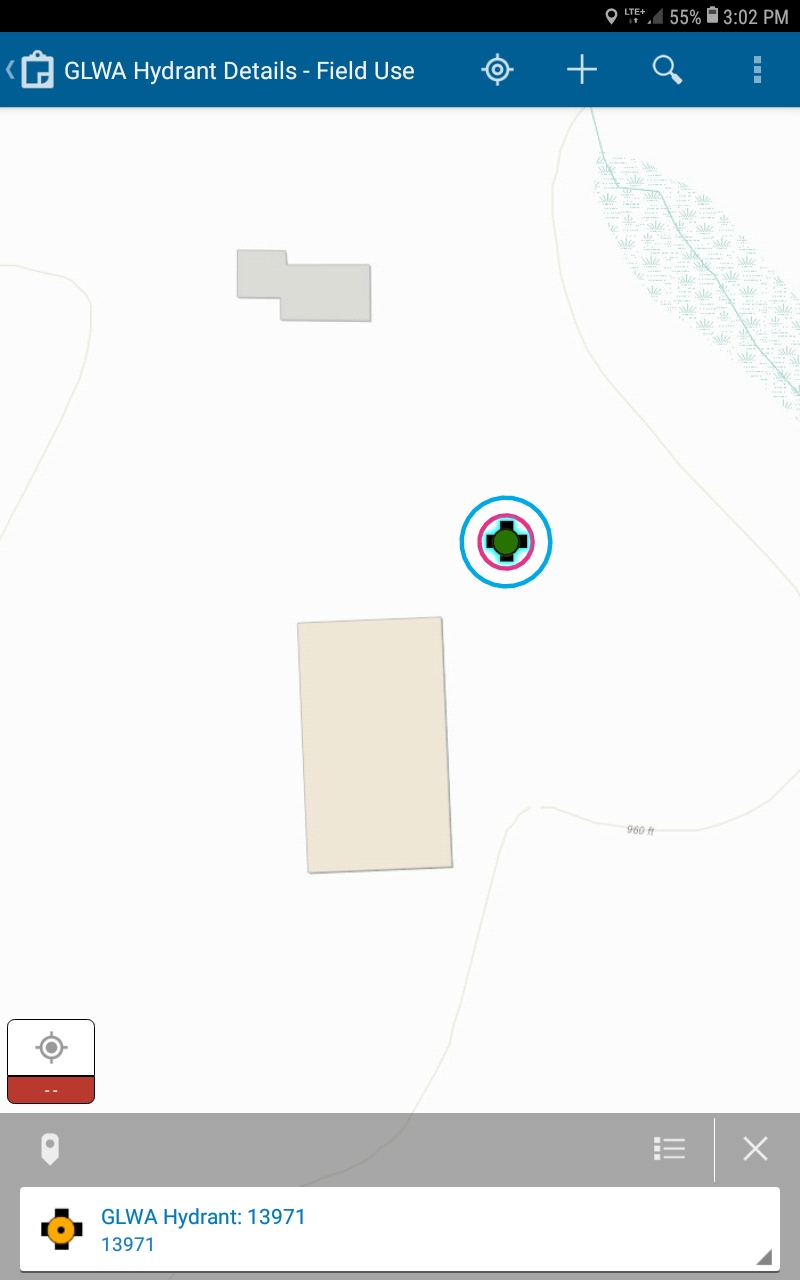 LTE+ 55% 3:02 PM
GLWA Hydrant Details - Field Use
960 ft
--
GLWA Hydrant: 13971
13971